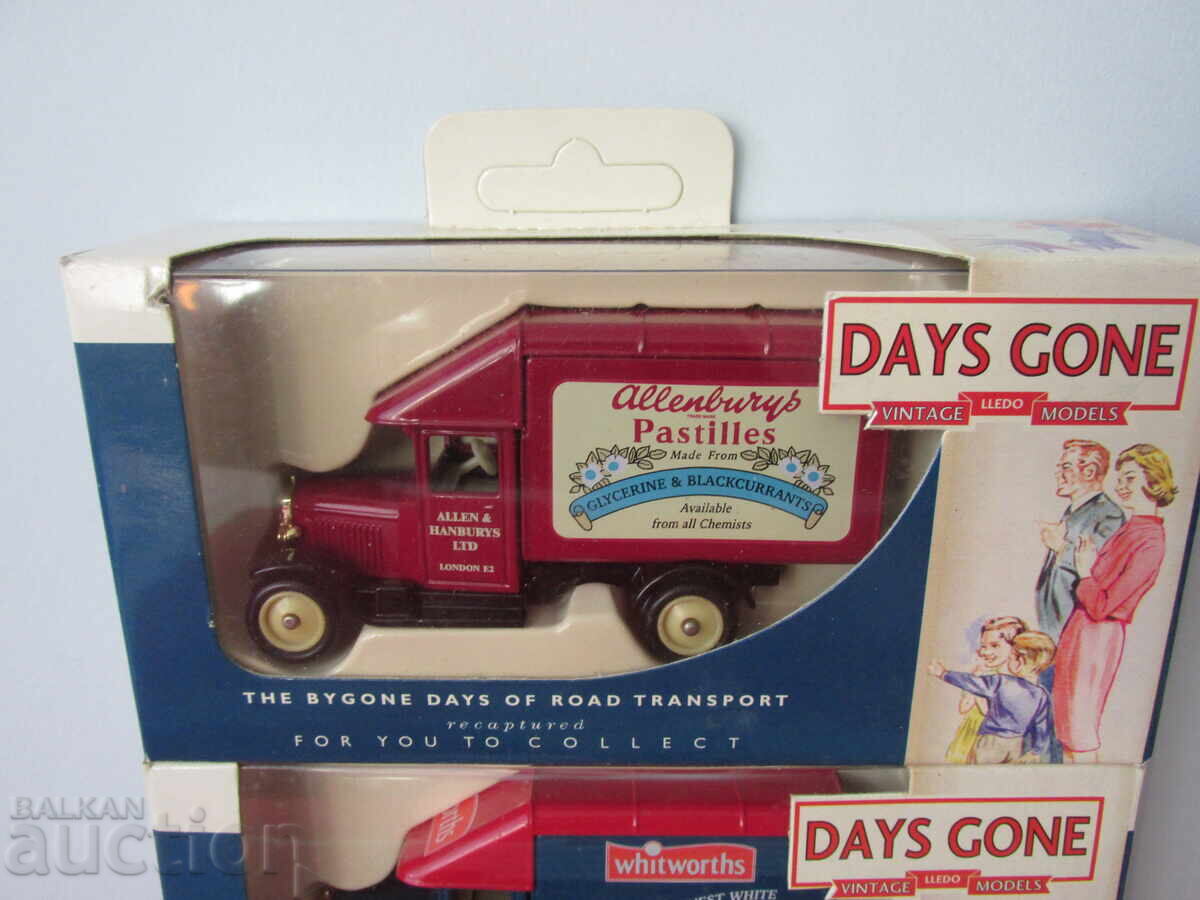 DAYS GONE
VINTAGE LLEDO MODELS
Allenburys
TRADE MARK
Pastilles
Made From
GLYCERINE & BLACKCURRANTS
Available
from all Chemists
ALLEN &
HANBURYS
LTD
LONDON E2
THE BYGONE DAYS OF ROAD TRANSPORT
recaptured
FOR YOU TO COLLECT
DAYS GONE
VINTAGE LLEDO MODELS
whitworths
WHITE
BALKAN
auction